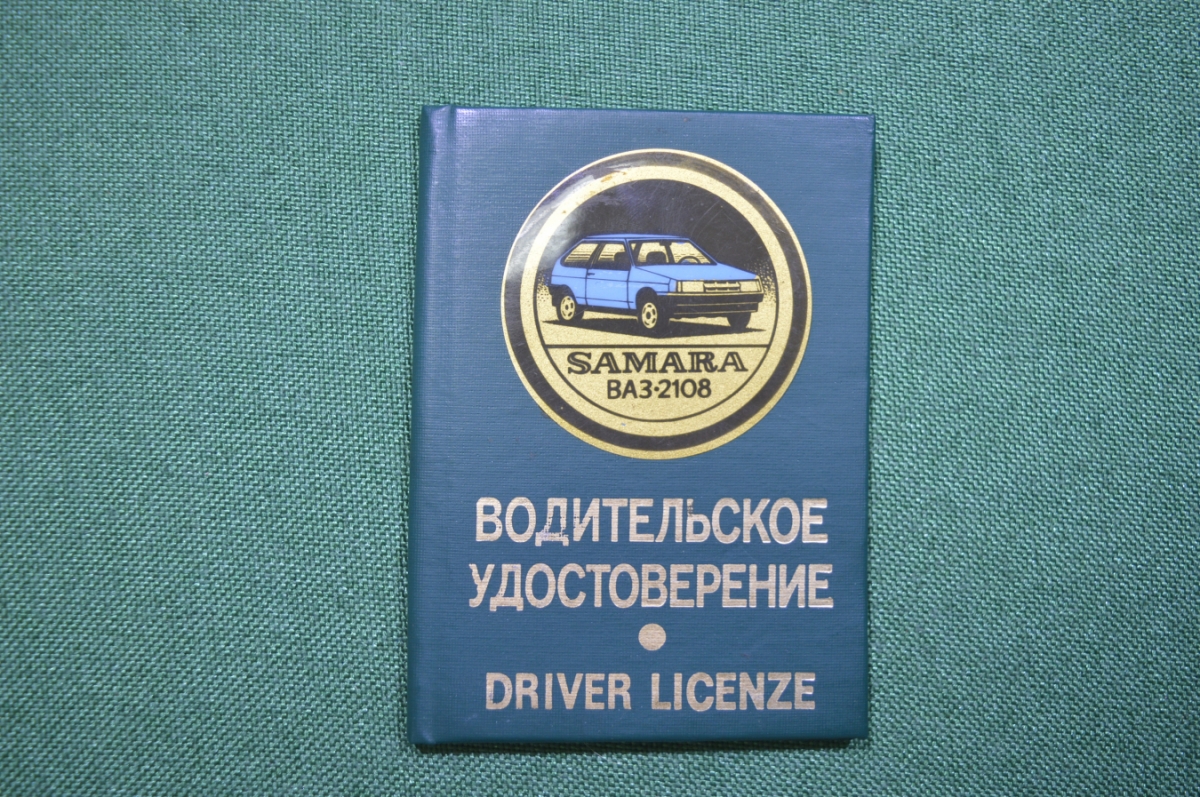 SAMARA
ВАЗ·2108
ВОДИТЕЛЬСКОЕ
УДОСТОВЕРЕНИЕ
DRIVER LICENZE